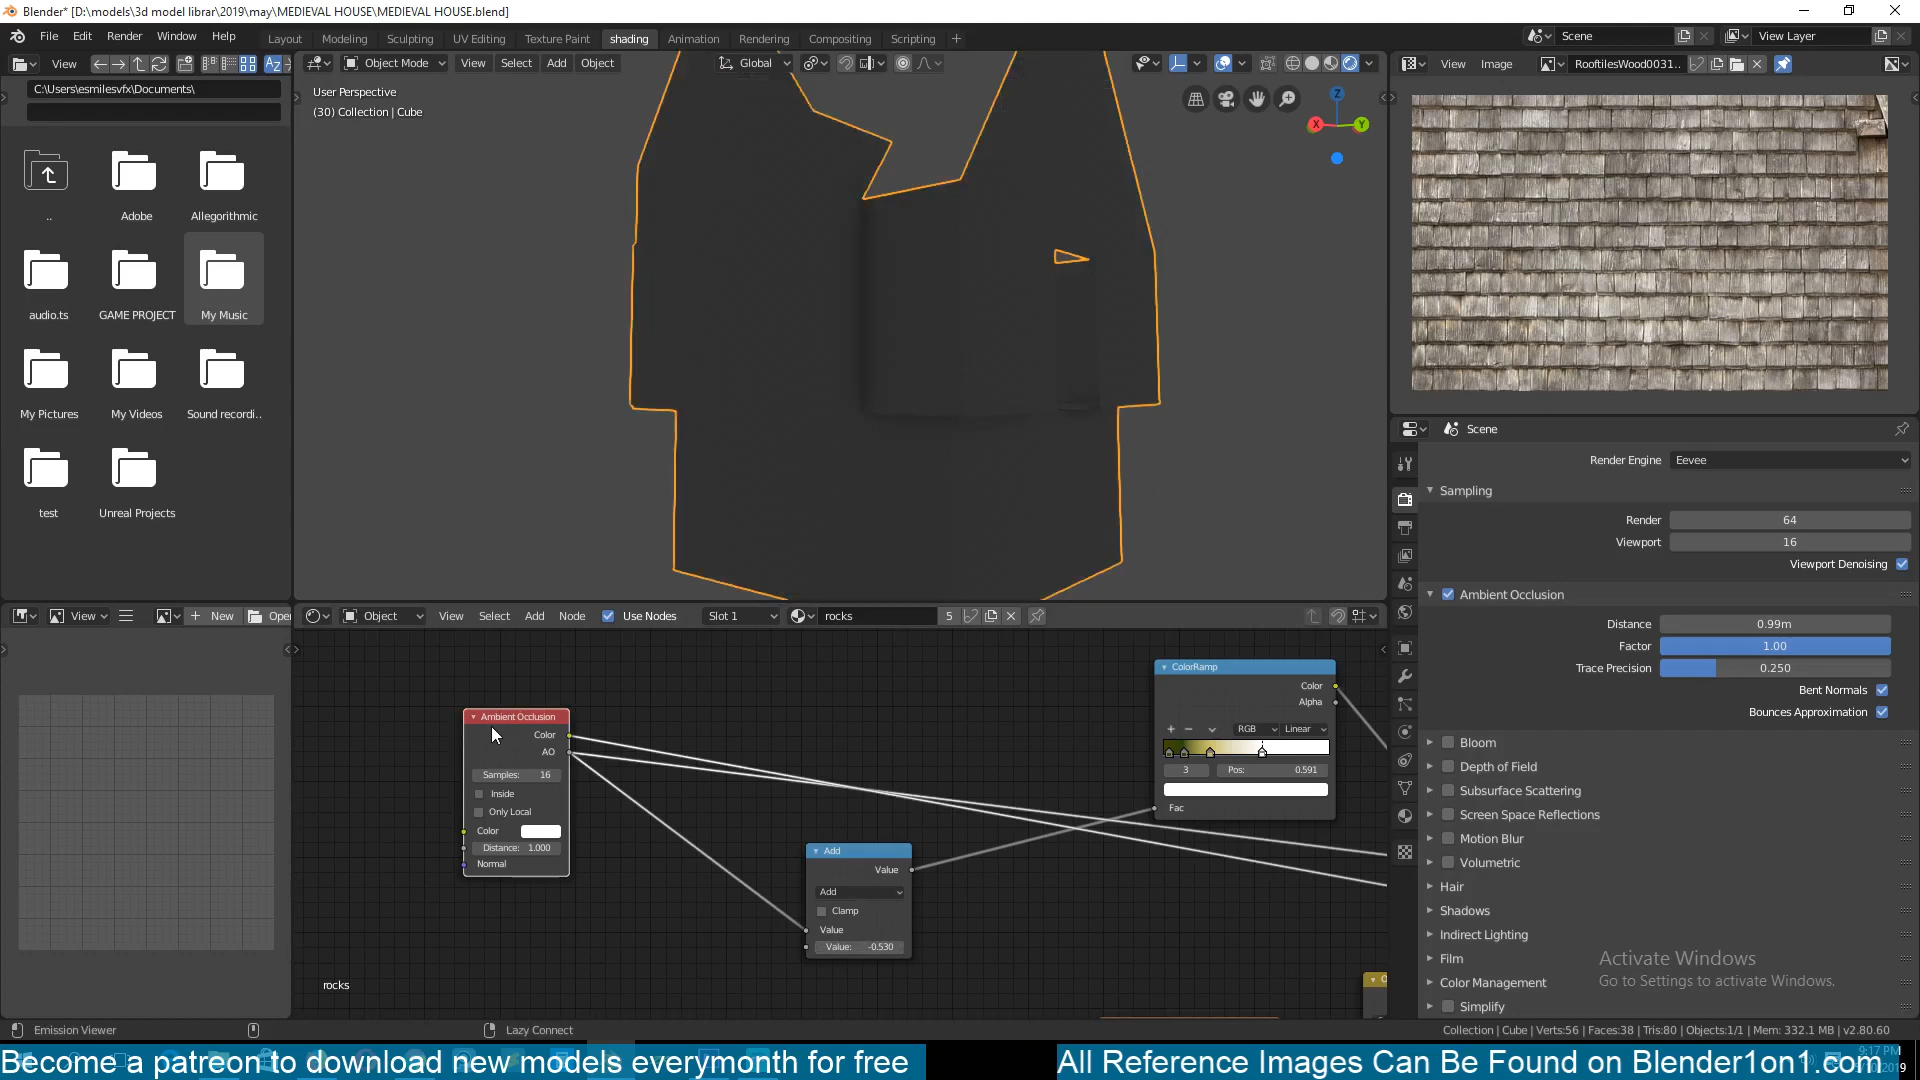 Blender* [D:\models\3d model librar\2019\may\MEDIEVAL HOUSE\MEDIEVAL HOUSE.blend]
File Edit Render Window Help
Layout Modeling Sculpting UV Editing Texture Paint shading Animation Rendering Compositing Scripting +
Scene
View Layer
View
C:\Users\esmilesvfx\Documents\
..
Adobe
Allegorithmic
audio.ts
GAME PROJECT
My Music
My Pictures
My Videos
Sound recordi..
test
Unreal Projects
Object Mode View Select Add Object
Global
User Perspective
(30) Collection | Cube
Z
X
Y
View Image
RooftilesWood0031..
Scene
Render Engine Eevee
Sampling
Render 64
Viewport 16
Viewport Denoising
Ambient Occlusion
Distance 0.99m
Factor 1.00
Trace Precision 0.250
Bent Normals
Bounces Approximation
Bloom
Depth of Field
Subsurface Scattering
Screen Space Reflections
Motion Blur
Volumetric
Hair
Shadows
Indirect Lighting
Film
Color Management
Simplify
Activate Windows
Go to Settings to activate Windows.
View
+ New
Open
Object View Select Add Node Use Nodes Slot 1 rocks 5
Ambient Occlusion
Color
AO
Samples: 16
Inside
Only Local
Color
Distance: 1.000
Normal
Add
Value
Add
Clamp
Value
Value: -0.530
ColorRamp
Color
Alpha
RGB Linear
3 Pos: 0.591
Fac
rocks
Emission Viewer
Lazy Connect
Collection | Cube | Verts:56 | Faces:38 | Tris:80 | Objects:1/1 | Mem: 332.1 MB | v2.80.60
Become a patreon to download new models everymonth for free
All Reference Images Can Be Found on Blender1on1.com
9:17 PM